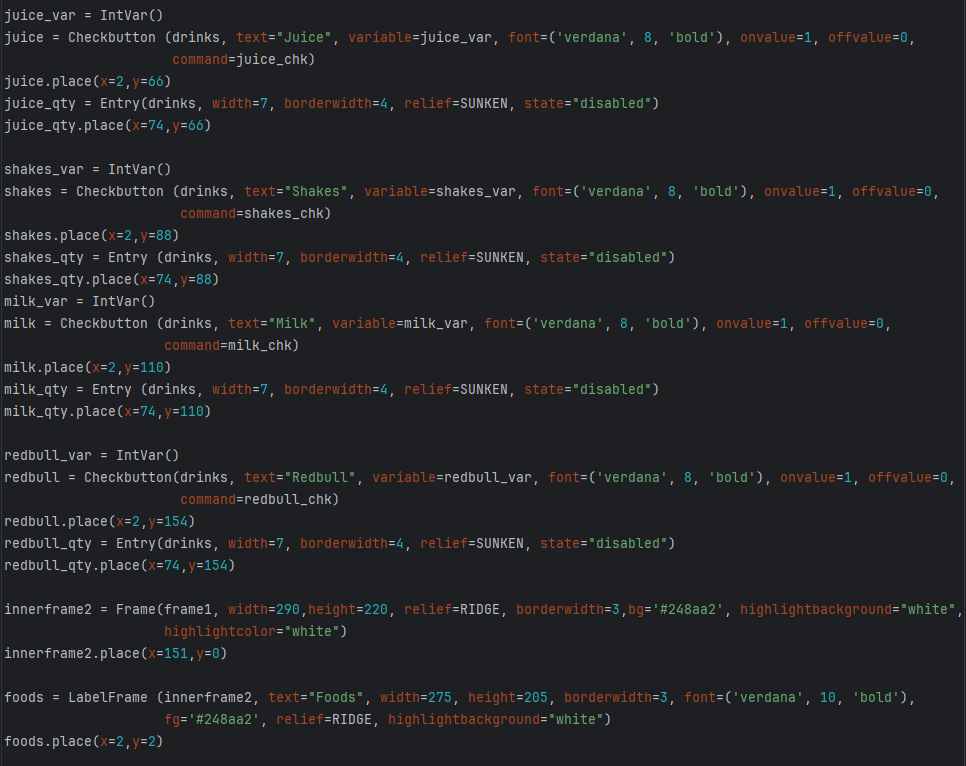 juice_var = IntVar()
juice = Checkbutton (drinks, text="Juice", variable=juice_var, font=('verdana', 8, 'bold'), onvalue=1, offvalue=0,
                     command=juice_chk)
juice.place(x=2,y=66)
juice_qty = Entry(drinks, width=7, borderwidth=4, relief=SUNKEN, state="disabled")
juice_qty.place(x=74,y=66)

shakes_var = IntVar()
shakes = Checkbutton (drinks, text="Shakes", variable=shakes_var, font=('verdana', 8, 'bold'), onvalue=1, offvalue=0,
                      command=shakes_chk)
shakes.place(x=2,y=88)
shakes_qty = Entry (drinks, width=7, borderwidth=4, relief=SUNKEN, state="disabled")
shakes_qty.place(x=74,y=88)
milk_var = IntVar()
milk = Checkbutton (drinks, text="Milk", variable=milk_var, font=('verdana', 8, 'bold'), onvalue=1, offvalue=0,
                    command=milk_chk)
milk.place(x=2,y=110)
milk_qty = Entry (drinks, width=7, borderwidth=4, relief=SUNKEN, state="disabled")
milk_qty.place(x=74,y=110)

redbull_var = IntVar()
redbull = Checkbutton(drinks, text="Redbull", variable=redbull_var, font=('verdana', 8, 'bold'), onvalue=1, offvalue=0,
                      command=redbull_chk)
redbull.place(x=2,y=154)
redbull_qty = Entry(drinks, width=7, borderwidth=4, relief=SUNKEN, state="disabled")
redbull_qty.place(x=74,y=154)

innerframe2 = Frame(frame1, width=290,height=220, relief=RIDGE, borderwidth=3,bg='#248aa2', highlightbackground="white",
                    highlightcolor="white")
innerframe2.place(x=151,y=0)

foods = LabelFrame (innerframe2, text="Foods", width=275, height=205, borderwidth=3, font=('verdana', 10, 'bold'),
                    fg='#248aa2', relief=RIDGE, highlightbackground="white")
foods.place(x=2,y=2)